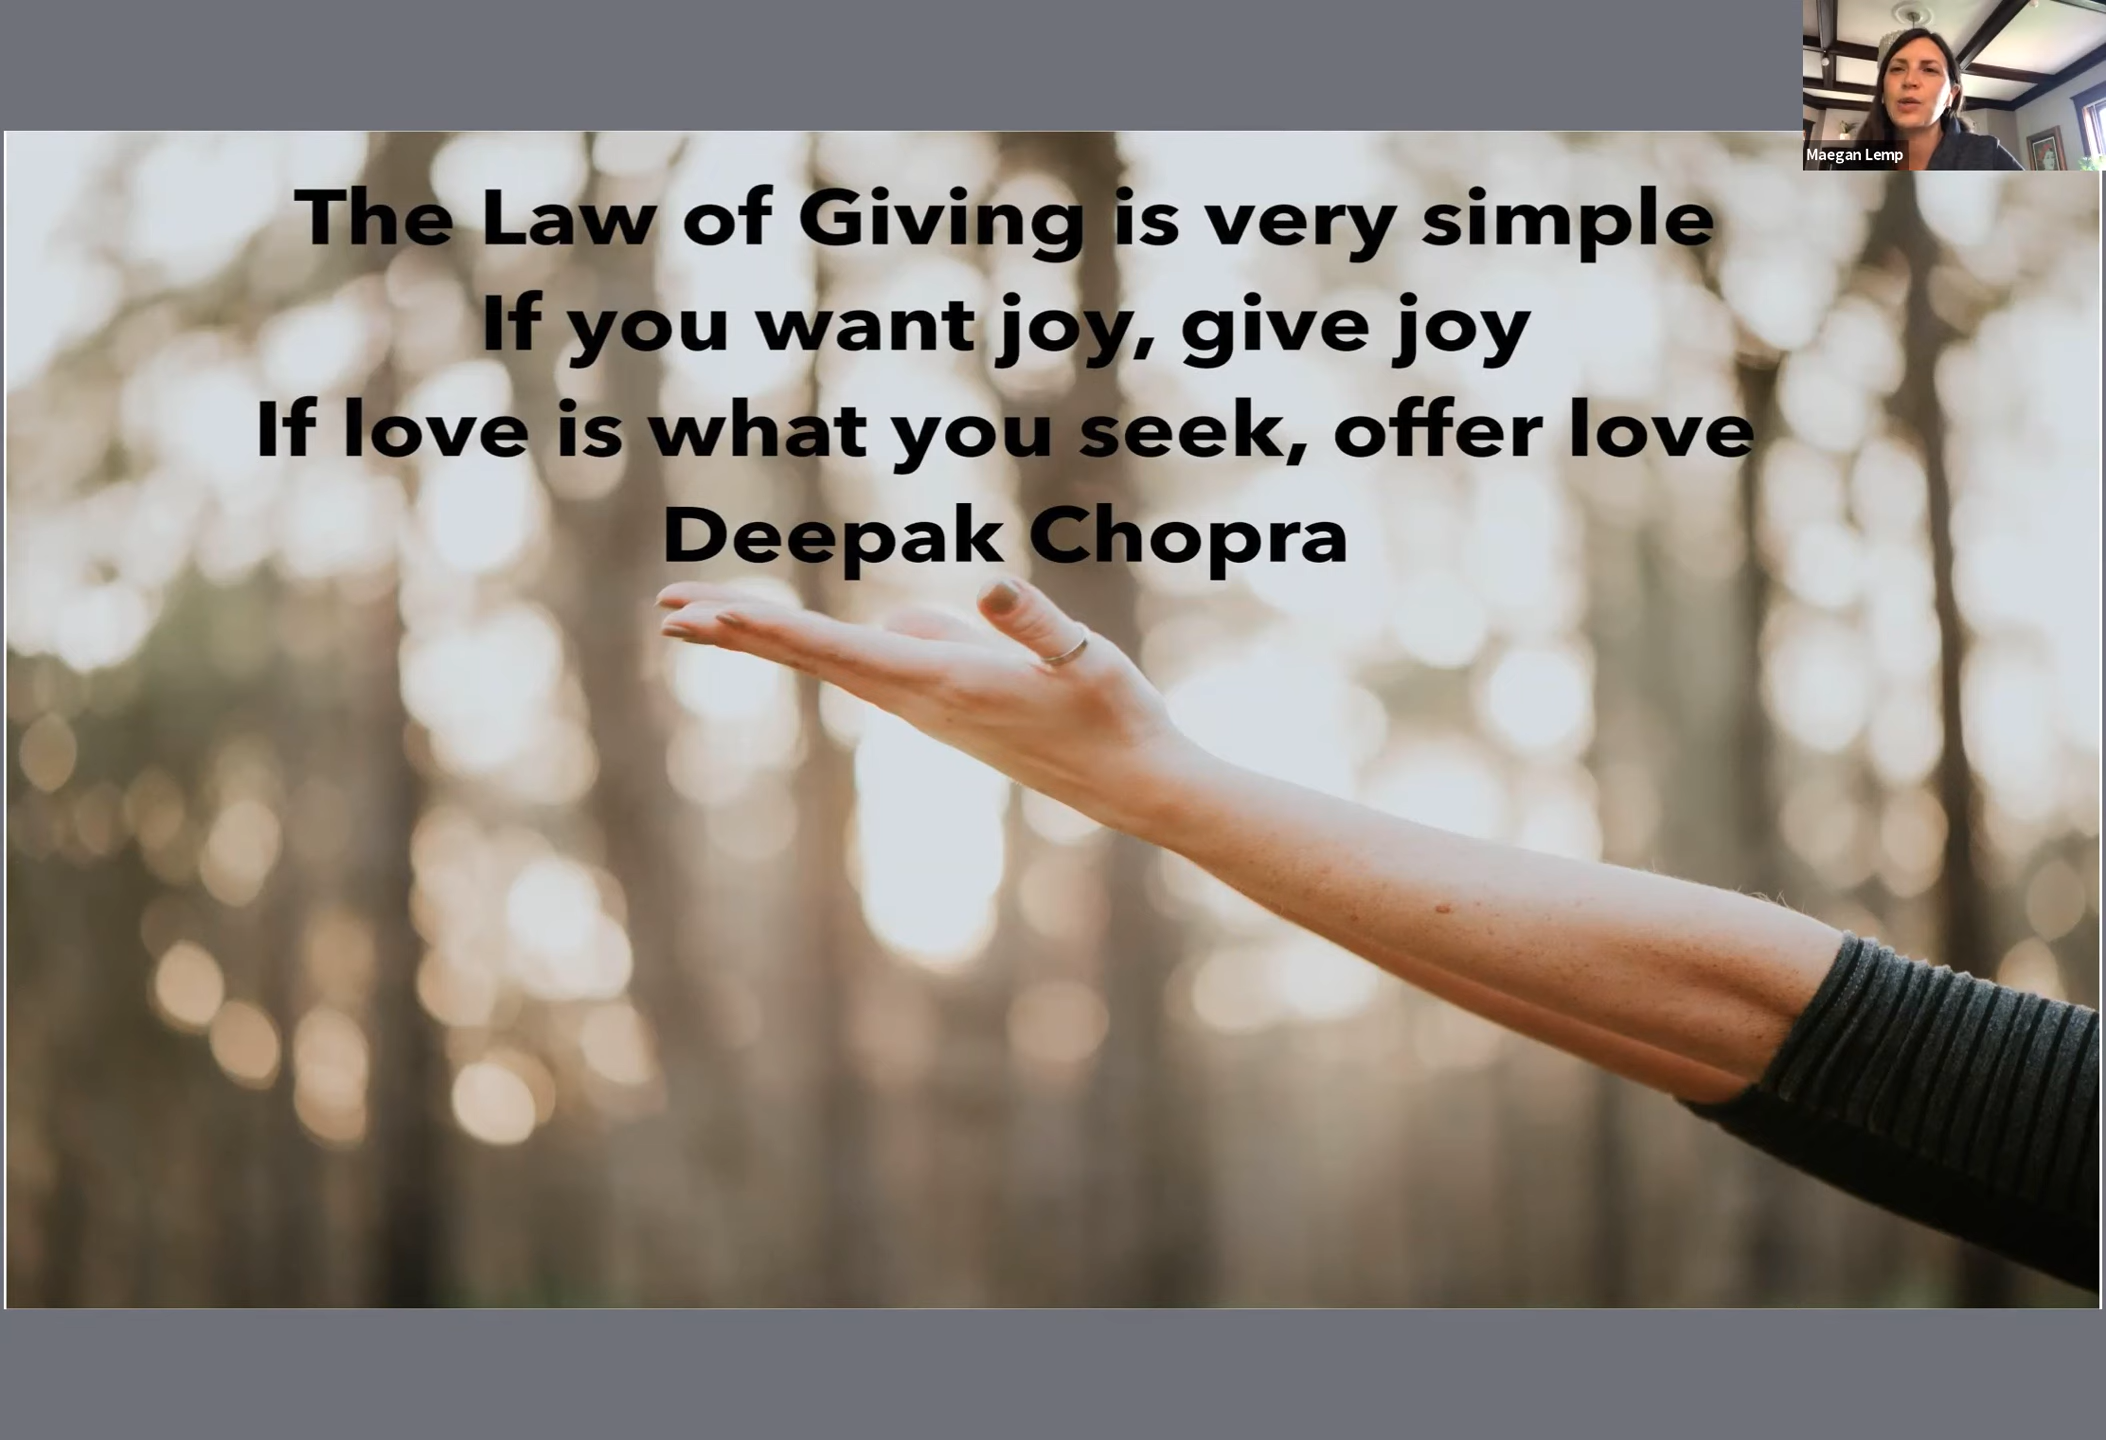 Maegan Lemp
The Law of Giving is very simple
If you want joy, give joy
If love is what you seek, offer love
Deepak Chopra